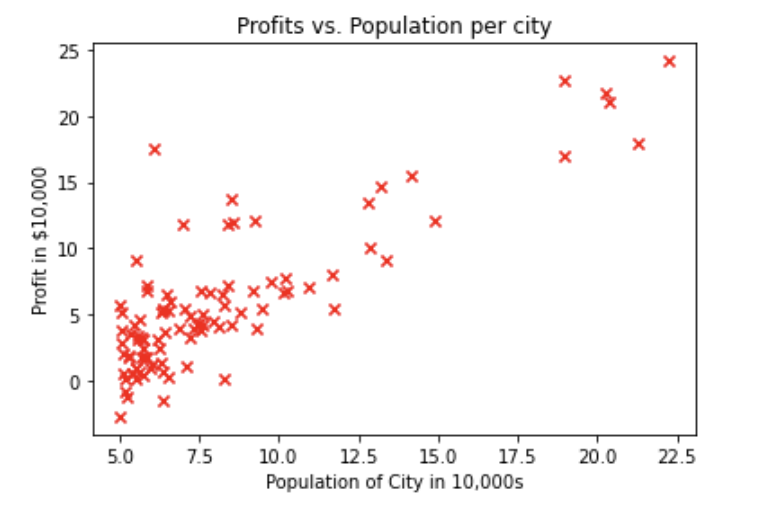 Profits vs. Population per city
25
20
15
10
5
0
Profit in $10,000
5.0 7.5 10.0 12.5 15.0 17.5 20.0 22.5
Population of City in 10,000s